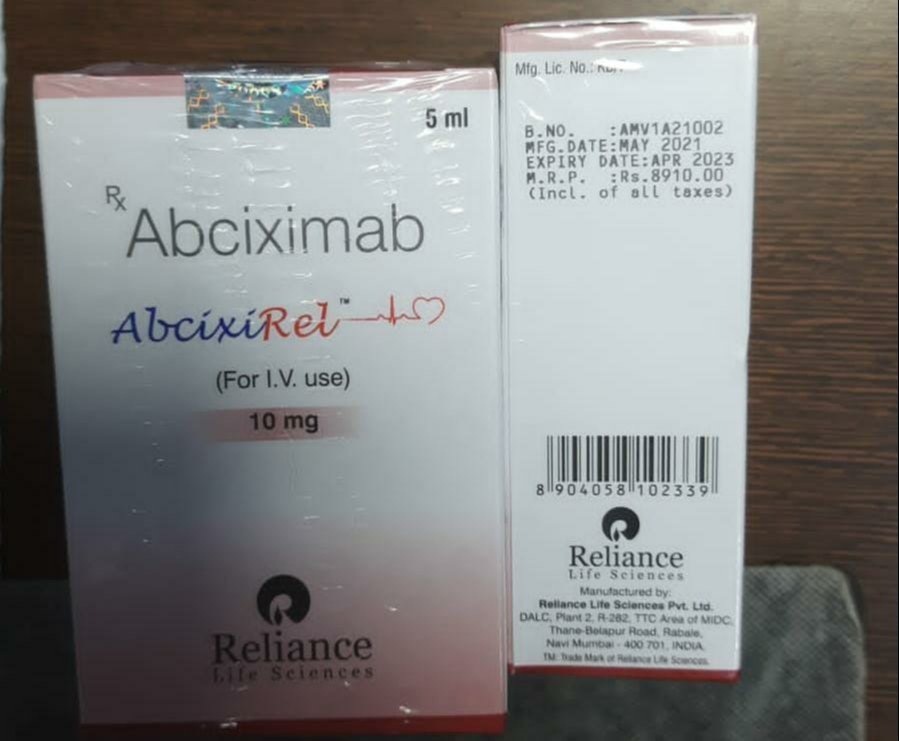 5 ml
Rx
Abciximab
AbcixiRel™
(For I.V. use)
10 mg
Reliance
Life Sciences
Mfg. Lic. No.:
B.NO. :AMV1A21002
MFG.DATE:MAY 2021
EXPIRY DATE:APR 2023
M.R.P. :Rs.8910.00
(Incl. of all taxes)
8 904058 102339
Reliance
Life Sciences
Manufactured by:
Reliance Life Sciences Pvt. Ltd.
DALC, Plant 2, R-282, TTC Area of MIDC,
Thane-Belapur Road, Rabale,
Navi Mumbai - 400 701, INDIA.
TM: Trade Mark of Reliance Life Sciences.